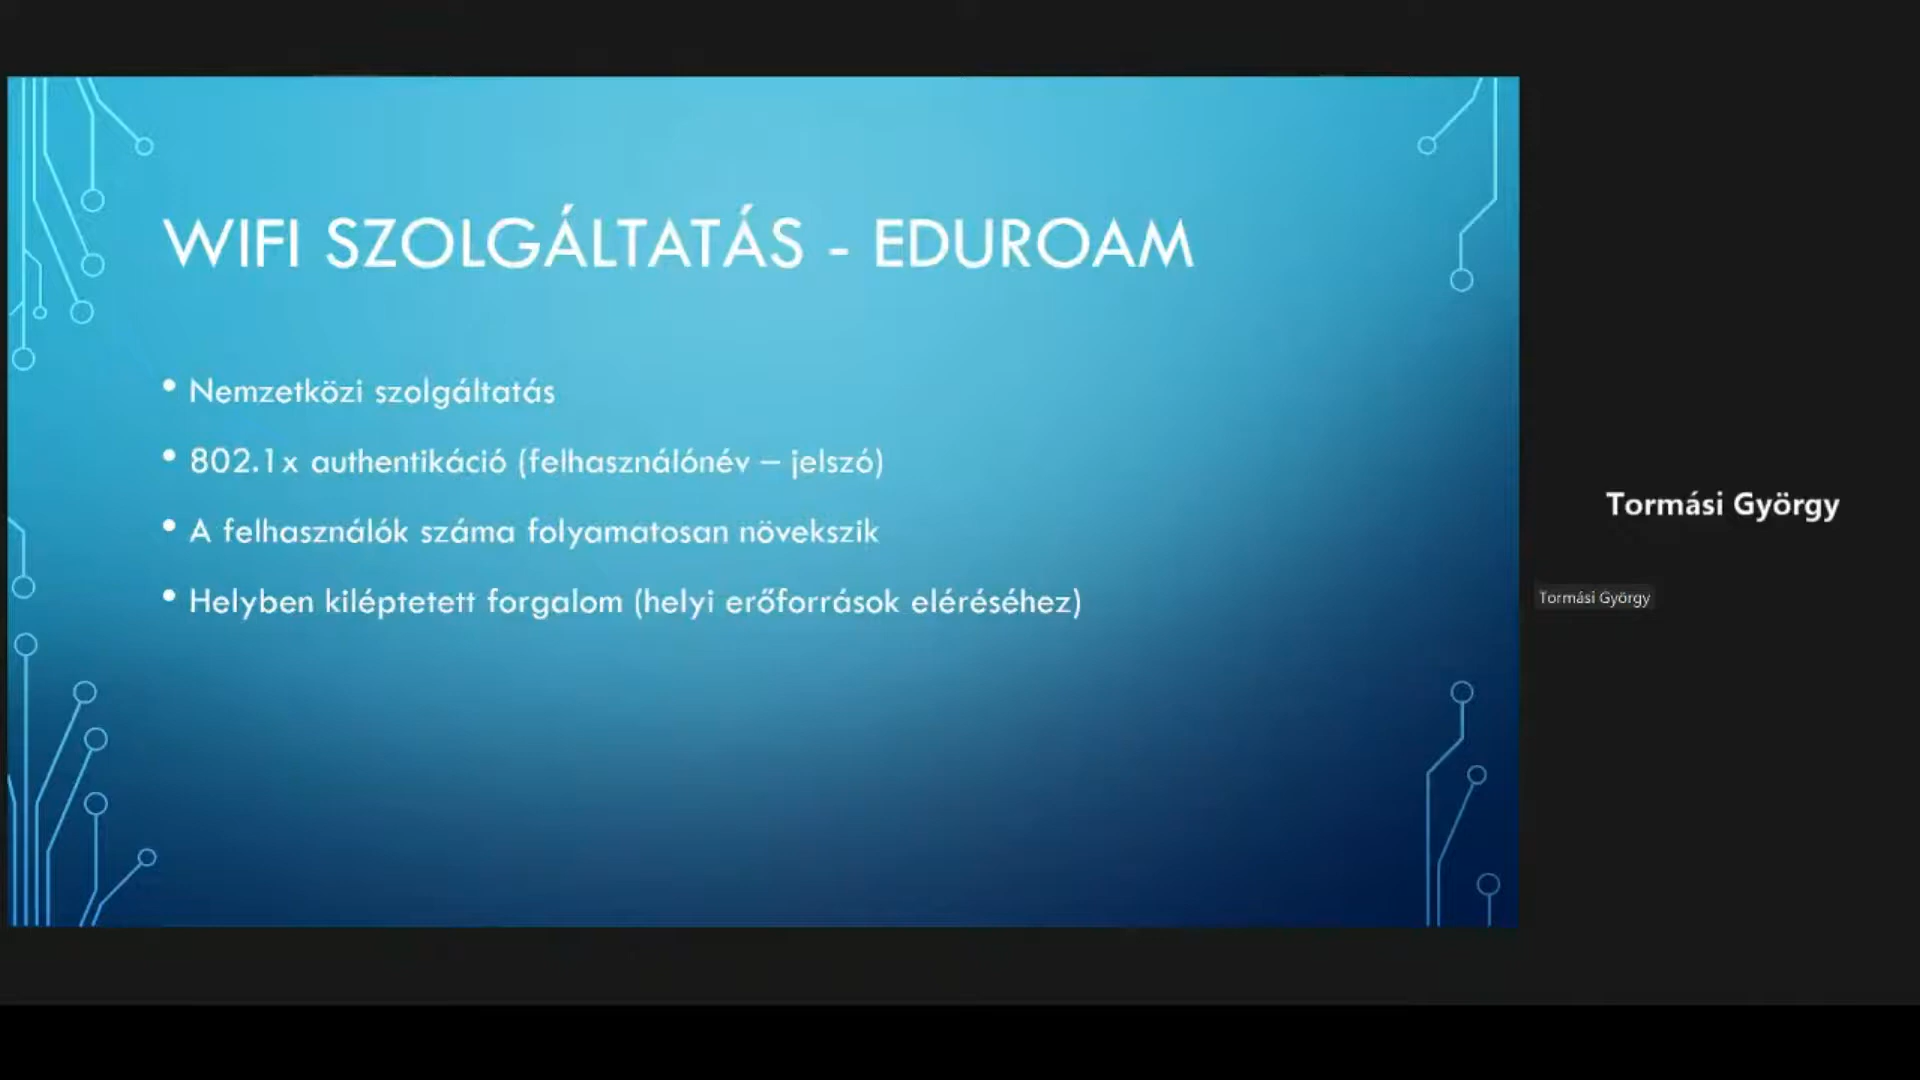 WIFI SZOLGÁLTATÁS - EDUROAM
• Nemzetközi szolgáltatás
• 802.1x authentikáció (felhasználónév – jelszó)
• A felhasználók száma folyamatosan növekszik
• Helyben kiléptetett forgalom (helyi erőforrások eléréséhez)
Tormási György
Tormási György